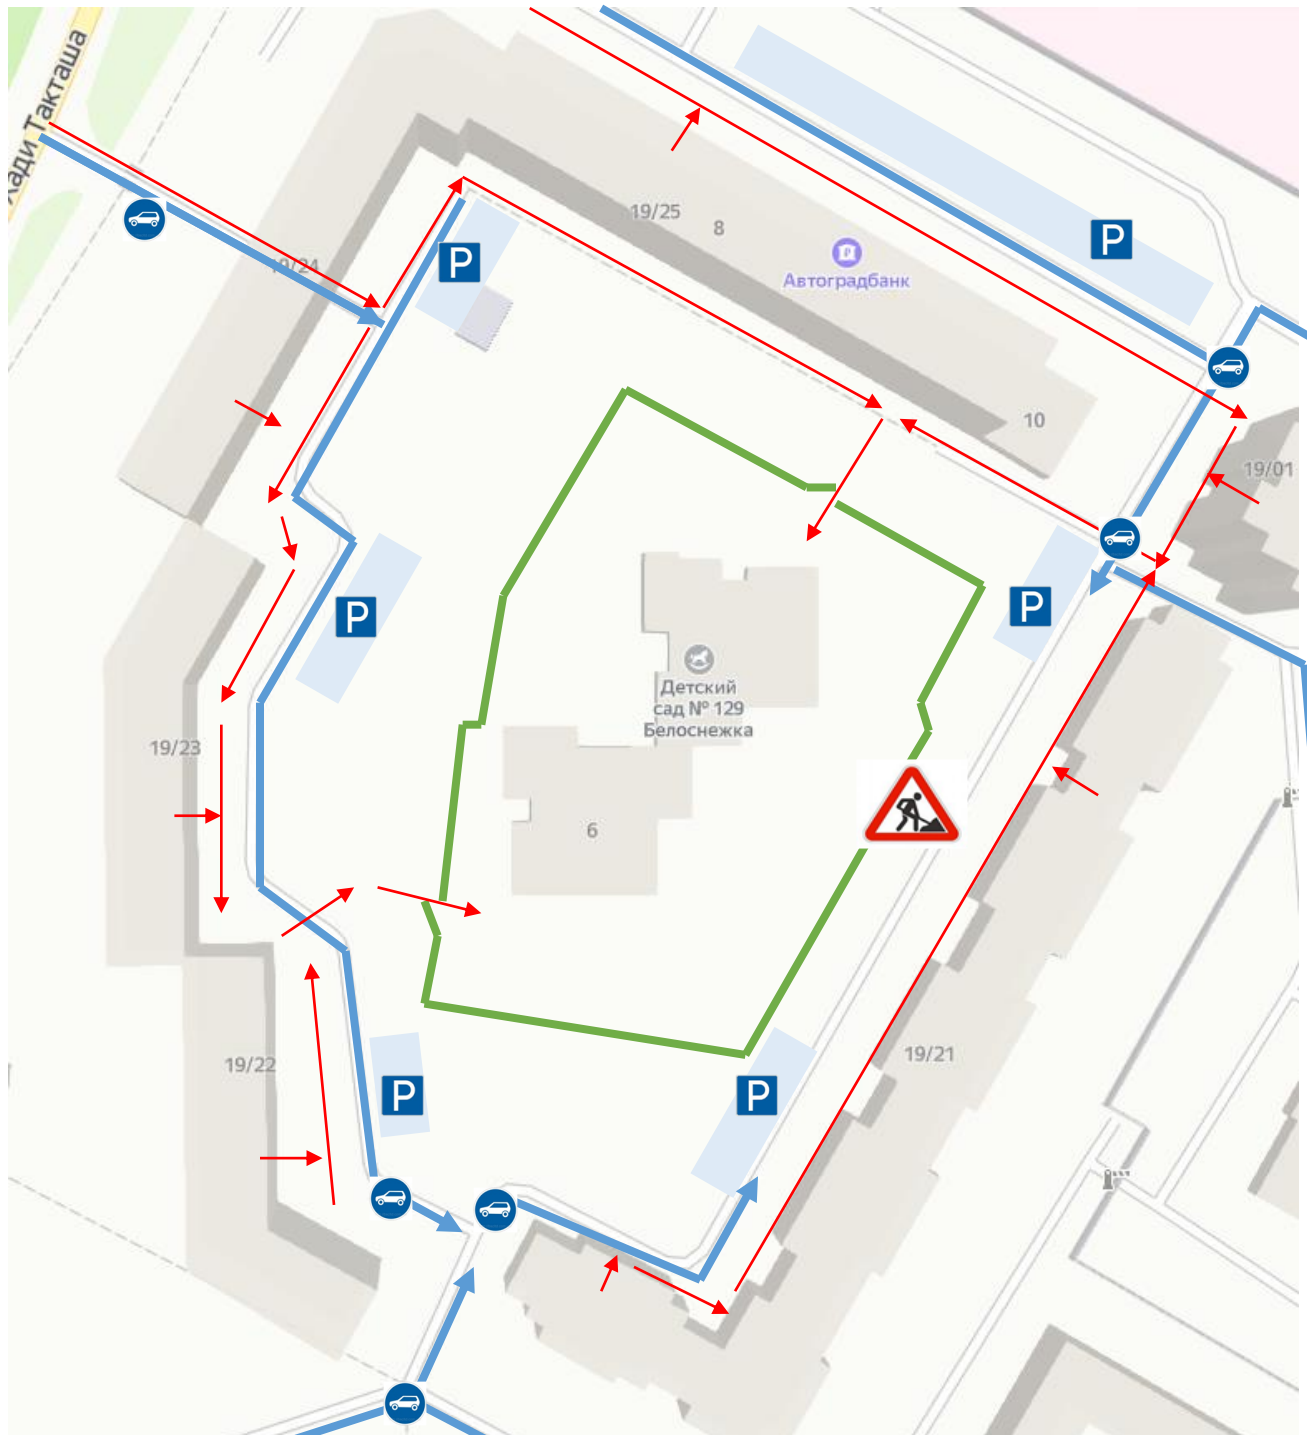 Хади Такташа
19/24
19/25
8
P
Автоградбанк
P
10
19/01
P
P
Детский
сад № 129
Белоснежка
19/23
6
19/22
19/21
P
P